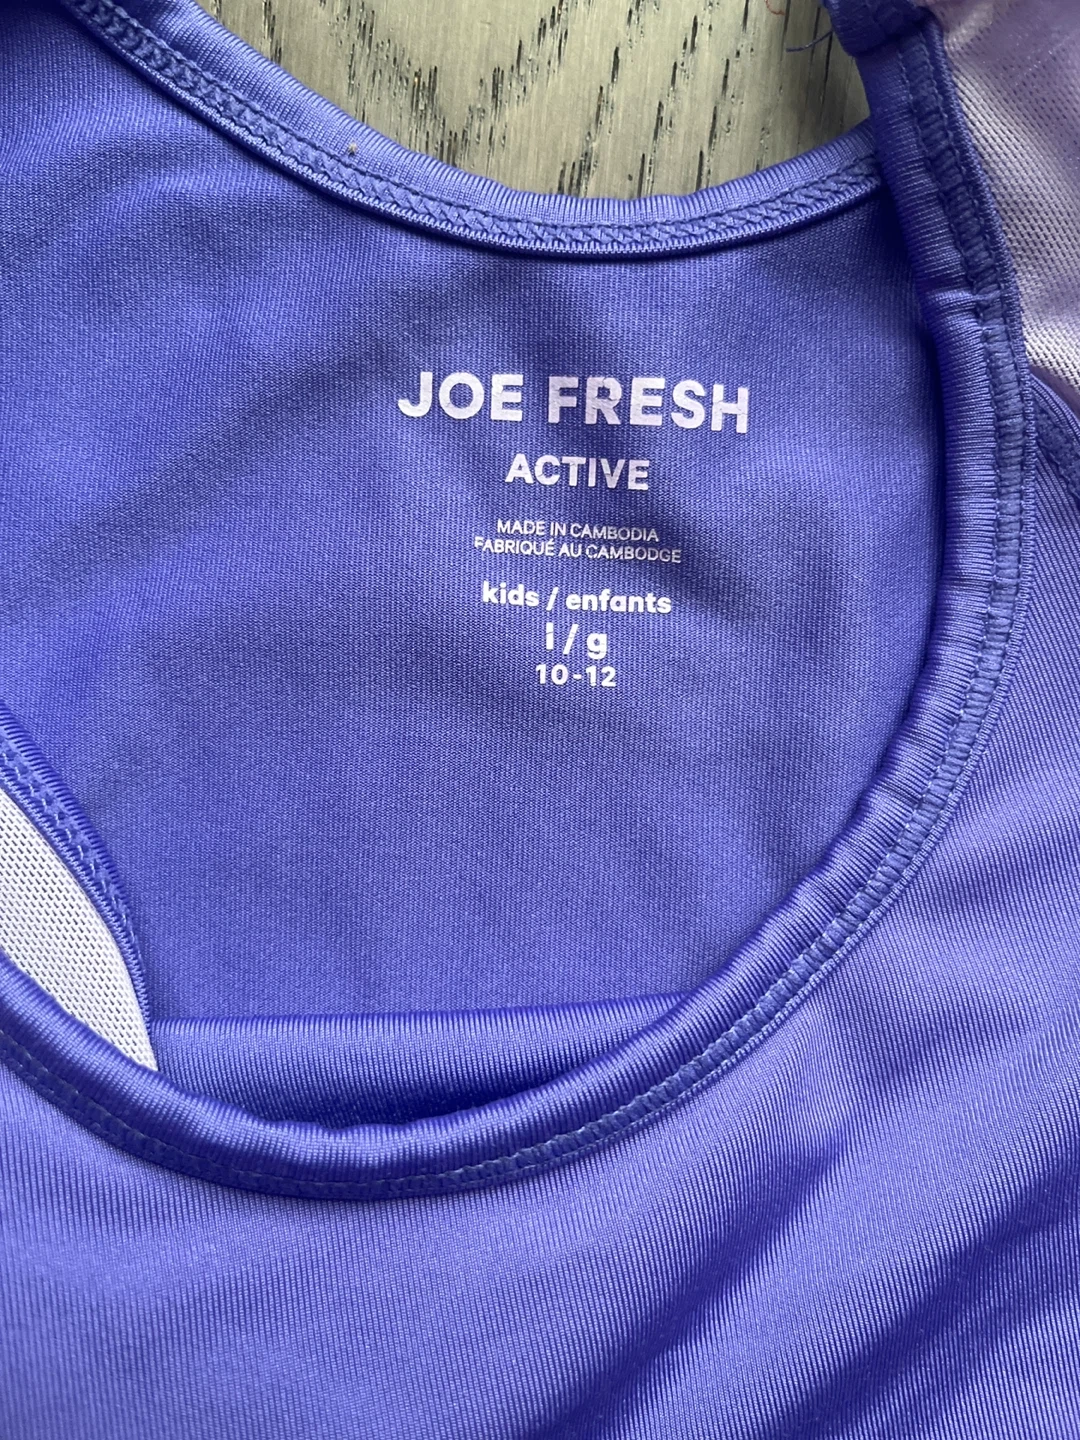 JOE FRESH
ACTIVE
MADE IN CAMBODIA
FABRIQUÉ AU CAMBODGE
kids / enfants
l / g
10-12